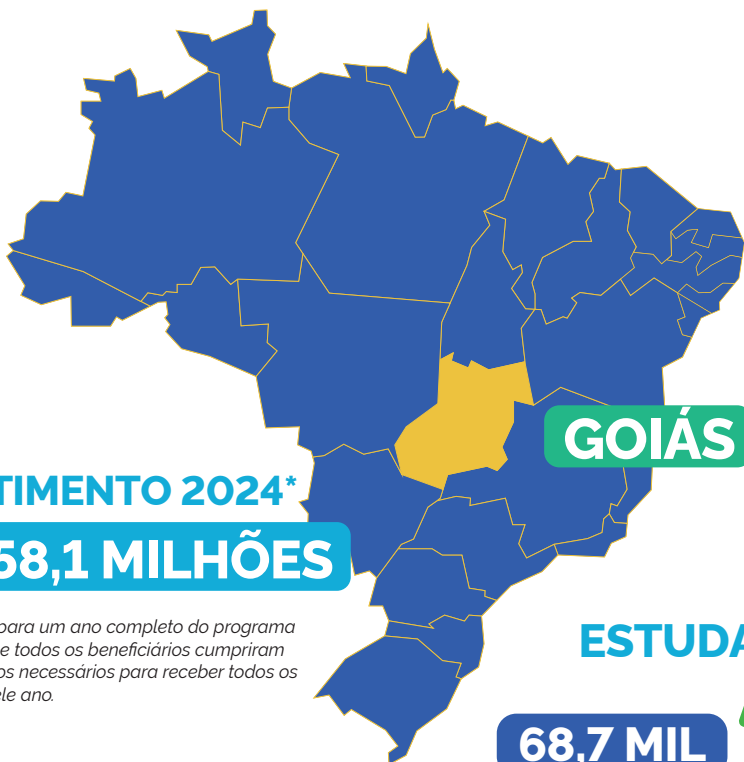 GOIÁS
TIMENTO 2024*
58,1 MILHÕES
para um ano completo do programa
e todos os beneficiários cumpriram
os necessários para receber todos os
ele ano.
ESTUDA
68,7 MIL